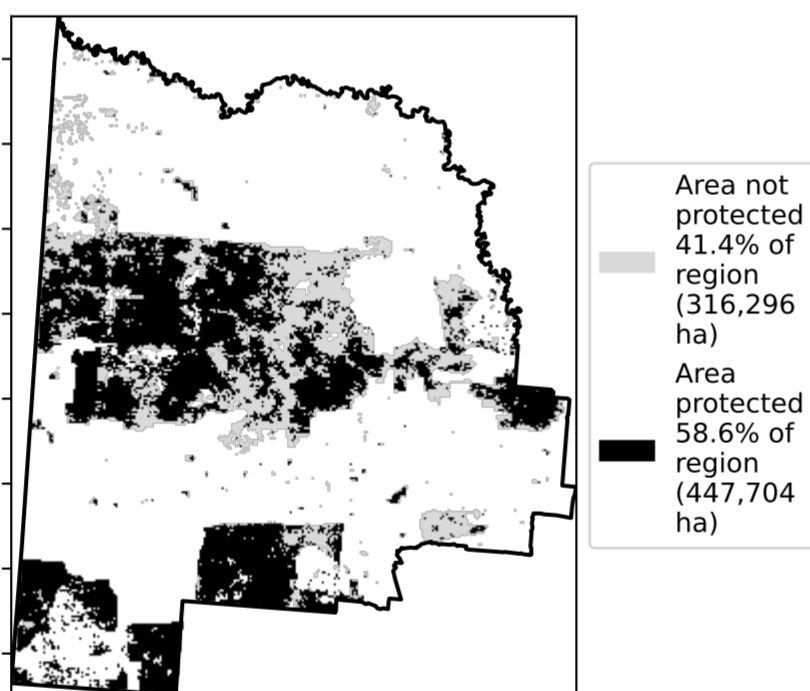 Area not
protected
41.4% of
region
(316,296
ha)
Area
protected
58.6% of
region
(447,704
ha)